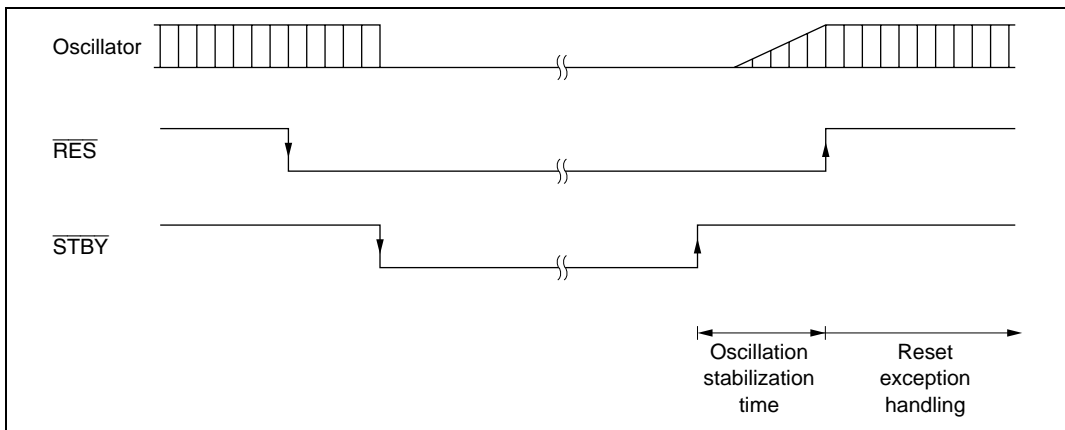 Oscillator
RES
STBY
Oscillation
stabilization
time
Reset
exception
handling